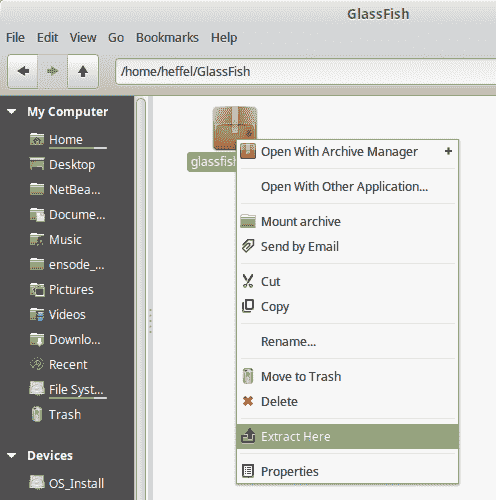 GlassFish
File Edit View Go Bookmarks Help
/home/heffel/GlassFish
My Computer
Home
Desktop
NetBea...
Docume...
Music
ensode_...
Pictures
Videos
Downlo...
Recent
File Syst...
Trash
Devices
OS_Install
glassfish
Open With Archive Manager +
Open With Other Application...
Mount archive
Send by Email
Cut
Copy
Rename...
Move to Trash
Delete
Extract Here
Properties